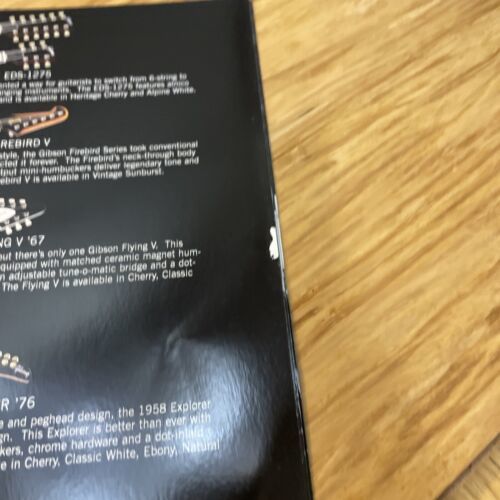 EDS-1275
ented a way for guitarists to switch from 6-string to
nging instruments. The EDS-1275 features alnico
and is available in Heritage Cherry and Alpine White.
REBIRD V
style, the Gibson Firebird Series took conventional
cted it forever. The Firebird's neck-through body
tput mini-humbuckers deliver legendary tone and
rebird V is available in Vintage Sunburst.
NG V '67
but there's only one Gibson Flying V. This
equipped with matched ceramic magnet hum-
n adjustable tune-o-matic bridge and a dot-
The Flying V is available in Cherry, Classic
R '76
e and peghead design, the 1958 Explorer
gn. This Explorer is better than ever with
kers, chrome hardware and a dot-inlaid
e in Cherry, Classic White, Ebony, Natural